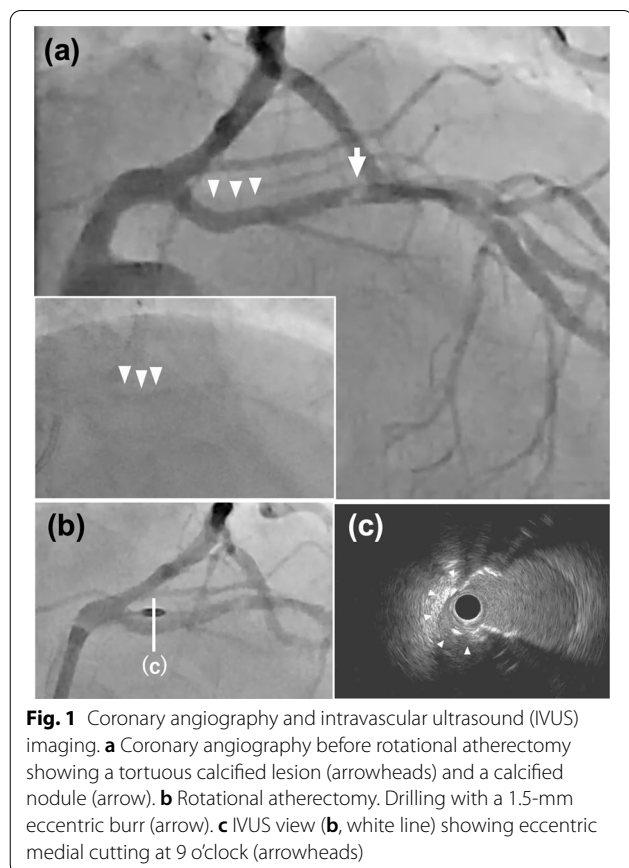 (a)
(b)
(c)
(c)
Fig. 1 Coronary angiography and intravascular ultrasound (IVUS)
imaging. a Coronary angiography before rotational atherectomy
showing a tortuous calcified lesion (arrowheads) and a calcified
nodule (arrow). b Rotational atherectomy. Drilling with a 1.5-mm
eccentric burr (arrow). c IVUS view (b, white line) showing eccentric
medial cutting at 9 o’clock (arrowheads)